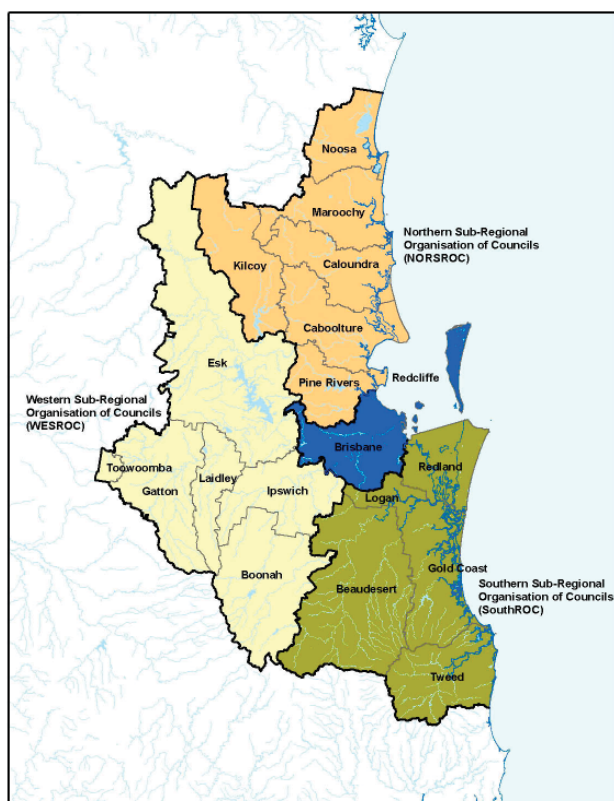 Noosa
Maroochy
Northern Sub-Regional
Organisation of Councils
(NORSROC)
Kilcoy
Caloundra
Caboolture
Esk
Pine Rivers
Redcliffe
Western Sub-Regional
Organisation of Councils
(WESROC)
Brisbane
Toowoomba
Laidley
Redland
Gatton
Ipswich
Logan
Boonah
Beaudesert
Gold Coast
Southern Sub-Regional
Organisation of Councils
(SouthROC)
Tweed